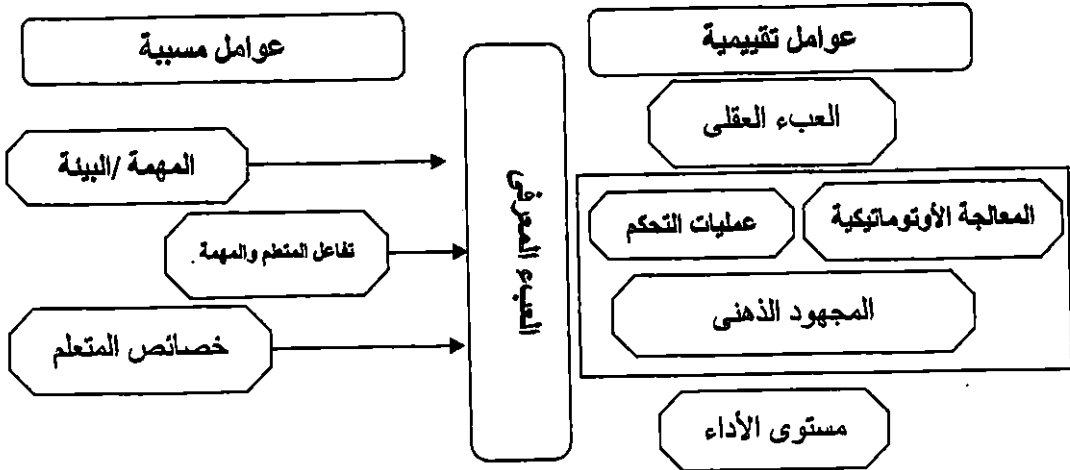 عوامل تقييمية
العبء العقلى
المعالجة الأوتوماتيكية
عمليات التحكم
المجهود الذهنى
مستوى الأداء
العبء المعرفى
عوامل مسببة
المهمة /البيئة
تفاعل المتعلم والمهمة .
خصائص المتعلم